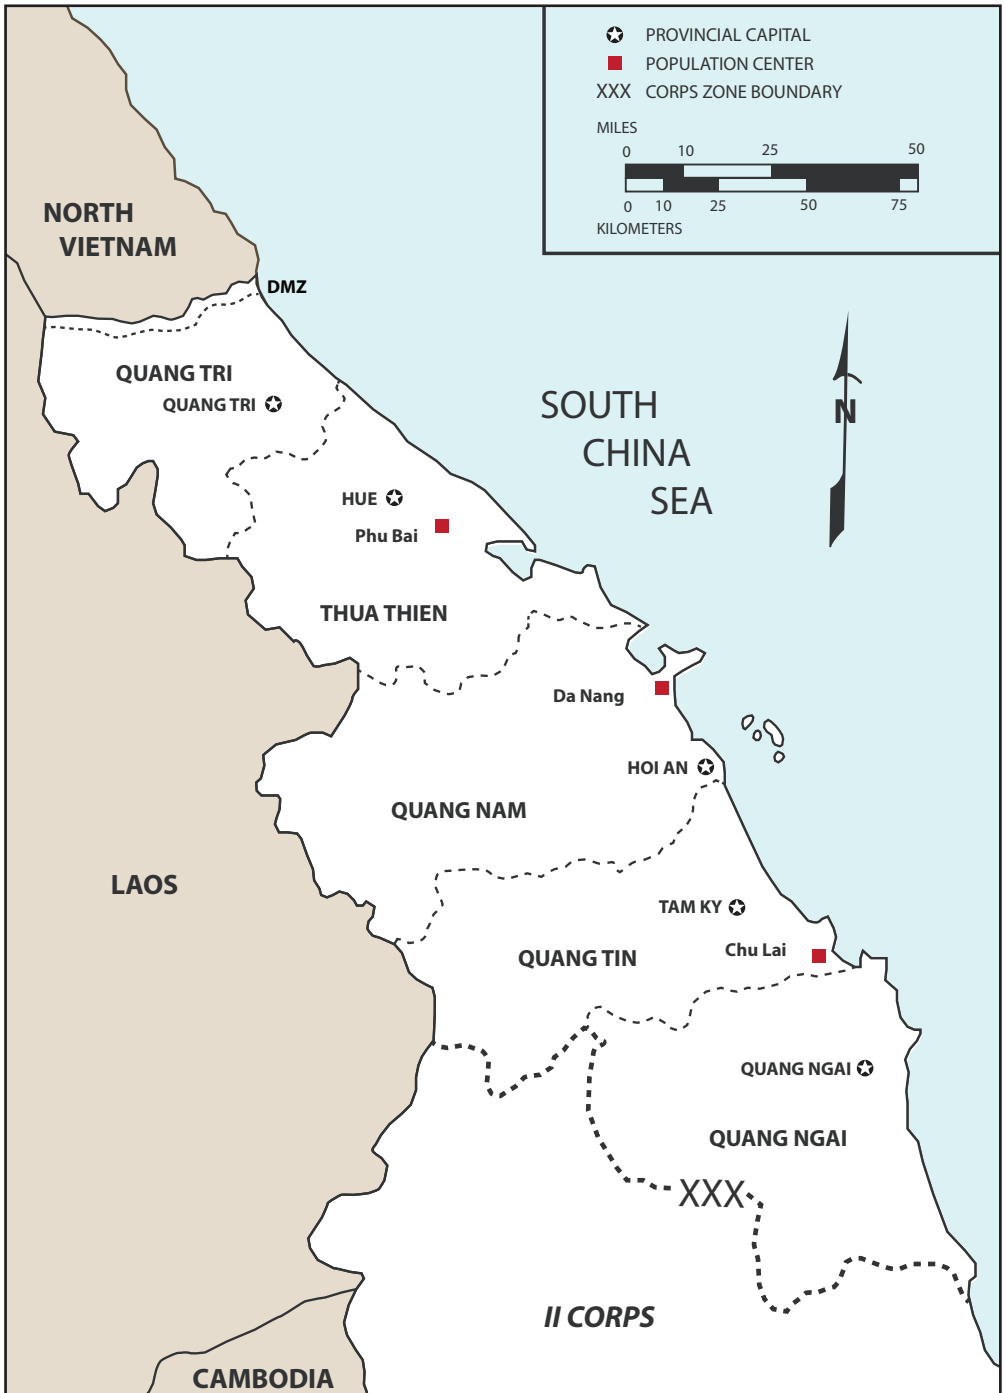 PROVINCIAL CAPITAL
POPULATION CENTER
XXX CORPS ZONE BOUNDARY
MILES
0 10 25 50
0 10 25 50 75
KILOMETERS
NORTH
VIETNAM
DMZ
QUANG TRI
QUANG TRI
SOUTH
CHINA
SEA
N
HUE
Phu Bai
THUA THIEN
Da Nang
HOI AN
QUANG NAM
LAOS
TAM KY
Chu Lai
QUANG TIN
QUANG NGAI
QUANG NGAI
XXX
II CORPS
CAMBODIA